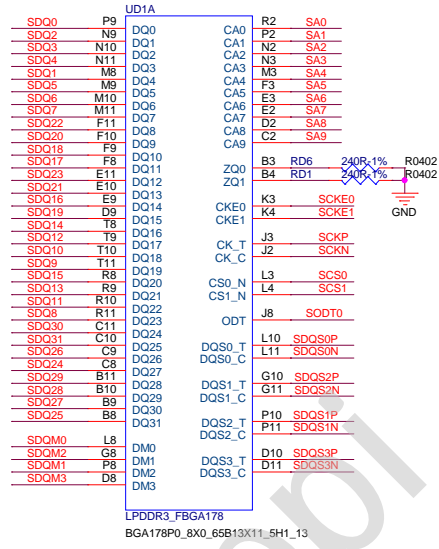 UD1A
SDQ0 P9 DQ0 CA0 R2 SA0
SDQ2 N9 DQ1 CA1 P2 SA1
SDQ3 N10 DQ2 CA2 N2 SA2
SDQ4 N11 DQ3 CA3 N3 SA3
SDQ1 M8 DQ4 CA4 M3 SA4
SDQ5 M9 DQ5 CA5 F3 SA5
SDQ6 M10 DQ6 CA6 E3 SA6
SDQ7 M11 DQ7 CA7 E2 SA7
SDQ22 F11 DQ8 CA8 D2 SA8
SDQ20 F10 DQ9 CA9 C2 SA9
SDQ18 F9 DQ10
SDQ17 F8 DQ11 ZQ0 B3 RD6 240R-1% R0402
SDQ23 E11 DQ12 ZQ1 B4 RD1 240R-1% R0402
SDQ21 E10 DQ13
SDQ16 E9 DQ14 CKE0 K3 SCKE0
SDQ19 D9 DQ15 CKE1 K4 SCKE1
GND
SDQ14 T8 DQ16
SDQ12 T9 DQ17 CK_T J3 SCKP
SDQ10 T10 DQ18 CK_C J2 SCKN
SDQ9 T11 DQ19
SDQ15 R8 DQ20 CS0_N L3 SCS0
SDQ13 R9 DQ21 CS1_N L4 SCS1
SDQ11 R10 DQ22
SDQ8 R11 DQ23 ODT J8 SODT0
SDQ30 C11 DQ24
SDQ31 C10 DQ25 DQS0_T L10 SDQS0P
SDQ26 C9 DQ26 DQS0_C L11 SDQS0N
SDQ24 C8 DQ27
SDQ29 B11 DQ28 DQS1_T G10 SDQS2P
SDQ28 B10 DQ29 DQS1_C G11 SDQS2N
SDQ27 B9 DQ30
SDQ25 B8 DQ31 DQS2_T P10 SDQS1P
DQS2_C P11 SDQS1N
SDQM0 L8 DM0
SDQM2 G8 DM1 DQS3_T D10 SDQS3P
SDQM1 P8 DM2 DQS3_C D11 SDQS3N
SDQM3 D8 DM3
LPDDR3_FBGA178
BGA178P0_8X0_65B13X11_5H1_13